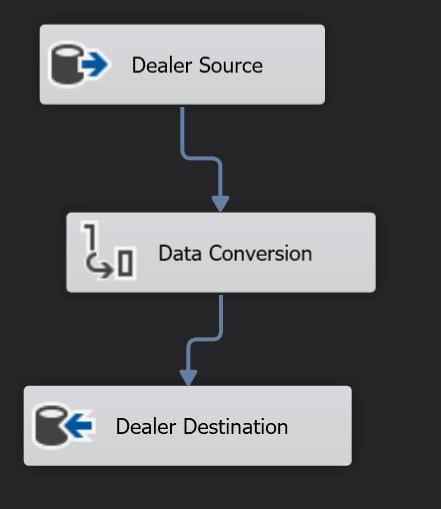 Dealer Source
Data Conversion
Dealer Destination